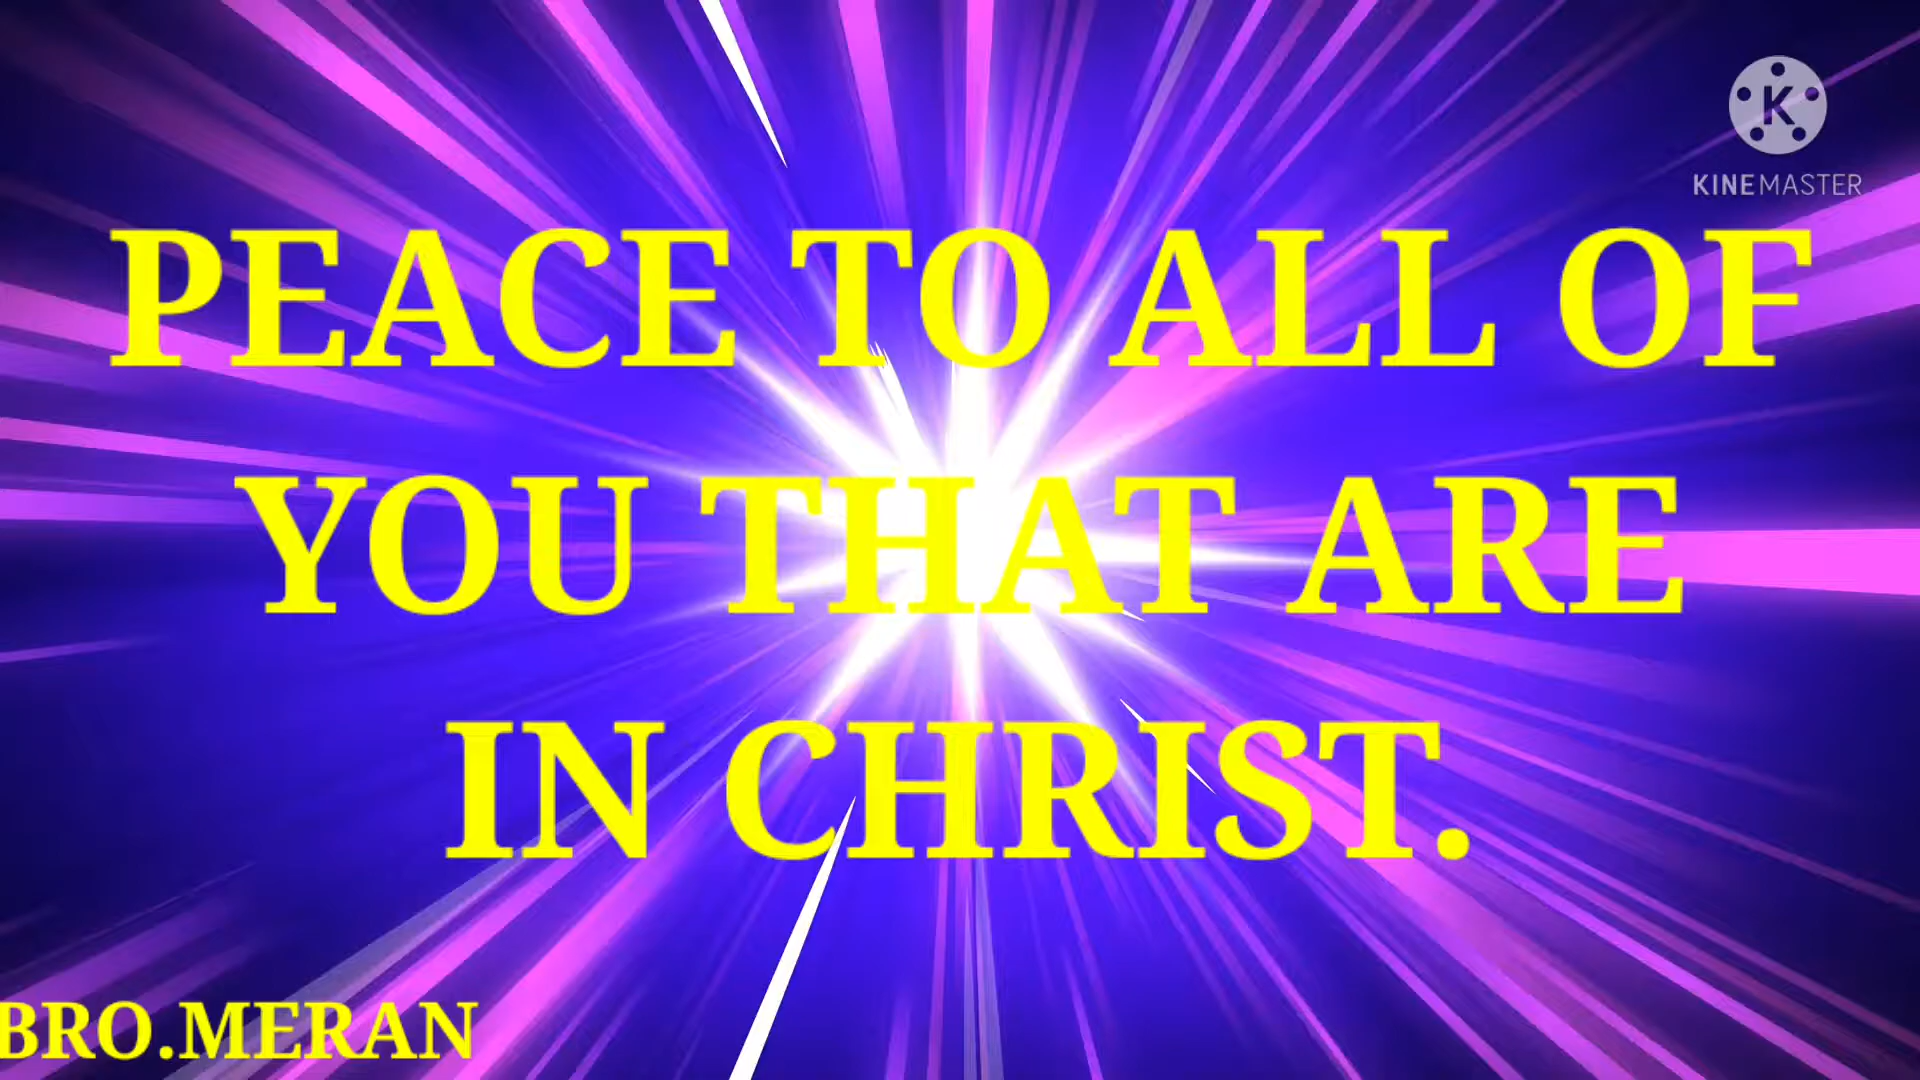 K
KINEMASTER
PEACE TO ALL OF
YOU THAT ARE
IN CHRIST.
BRO.MERAN